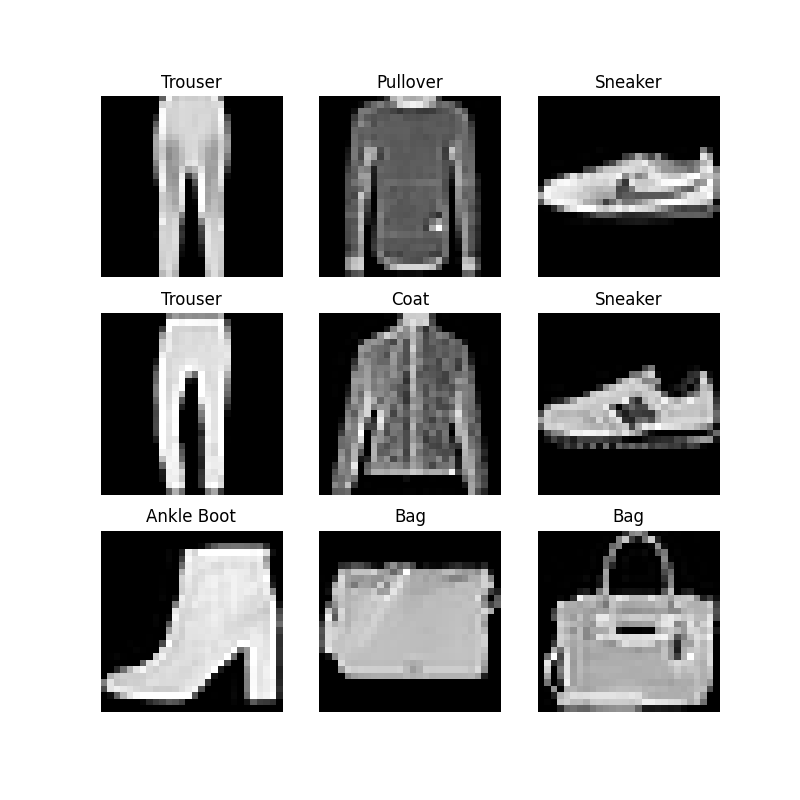 Trouser
Pullover
Sneaker
Trouser
Coat
Sneaker
Ankle Boot
Bag
Bag